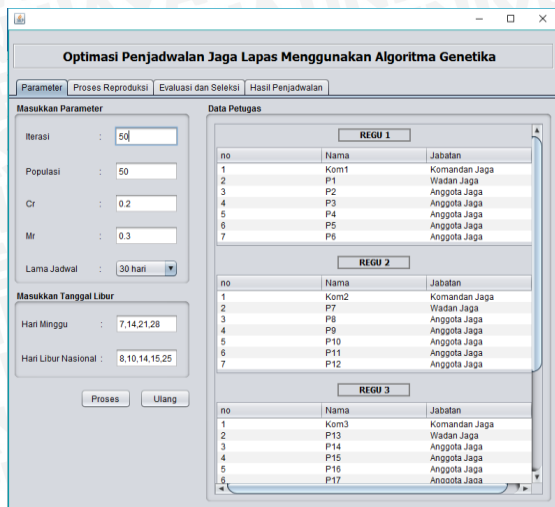 Optimasi Penjadwalan Jaga Lapas Menggunakan Algoritma Genetika
Parameter Proses Reproduksi Evaluasi dan Seleksi Hasil Penjadwalan
Masukkan Parameter
Iterasi : 50
Populasi : 50
Cr : 0.2
Mr : 0.3
Lama Jadwal : 30 hari
Masukkan Tanggal Libur
Hari Minggu : 7,14,21,28
Hari Libur Nasional : 8,10,14,15,25
Proses Ulang
Data Petugas
REGU 1
no Nama Jabatan
1 Kom1 Komandan Jaga
2 P1 Wadan Jaga
3 P2 Anggota Jaga
4 P3 Anggota Jaga
5 P4 Anggota Jaga
6 P5 Anggota Jaga
7 P6 Anggota Jaga
REGU 2
no Nama Jabatan
1 Kom2 Komandan Jaga
2 P7 Wadan Jaga
3 P8 Anggota Jaga
4 P9 Anggota Jaga
5 P10 Anggota Jaga
6 P11 Anggota Jaga
7 P12 Anggota Jaga
REGU 3
no Nama Jabatan
1 Kom3 Komandan Jaga
2 P13 Wadan Jaga
3 P14 Anggota Jaga
4 P15 Anggota Jaga
5 P16 Anggota Jaga
6 P17 Anggota Jaga